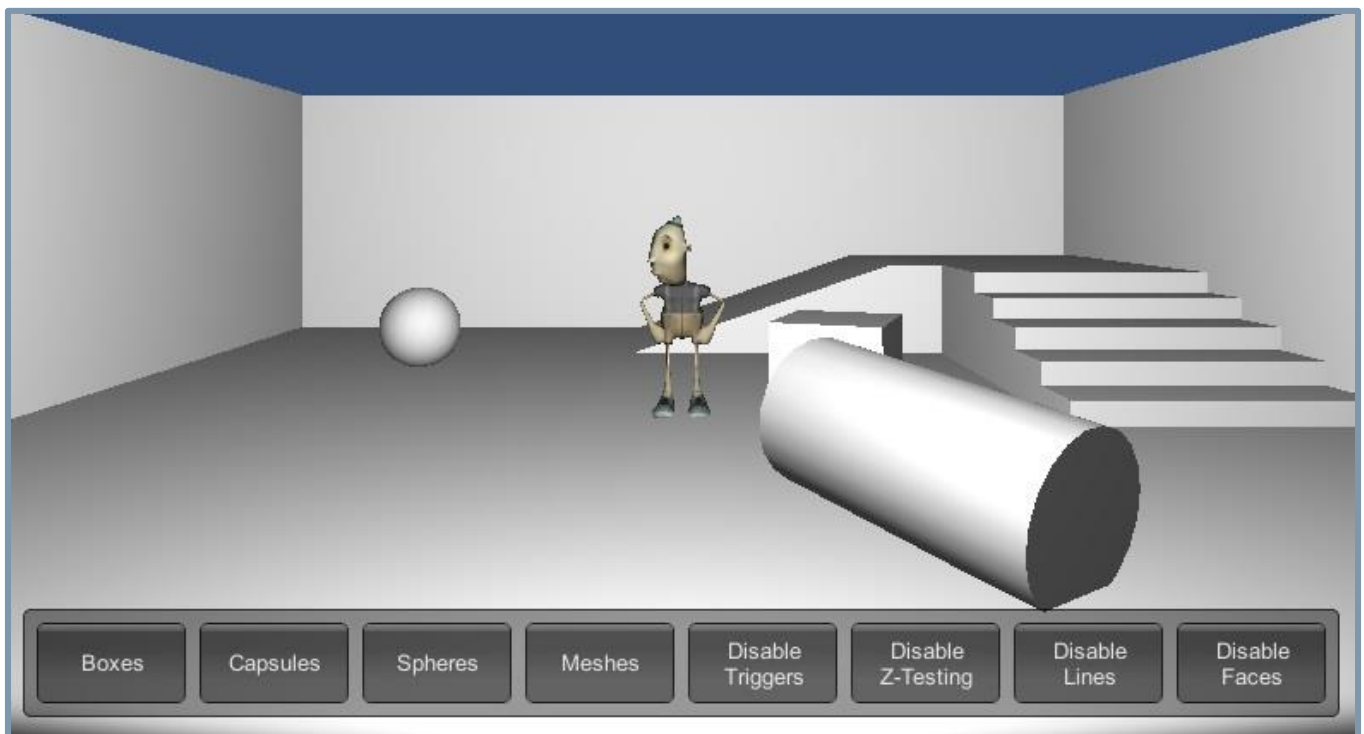 Boxes
Capsules
Spheres
Meshes
Disable
Triggers
Disable
Z-Testing
Disable
Lines
Disable
Faces